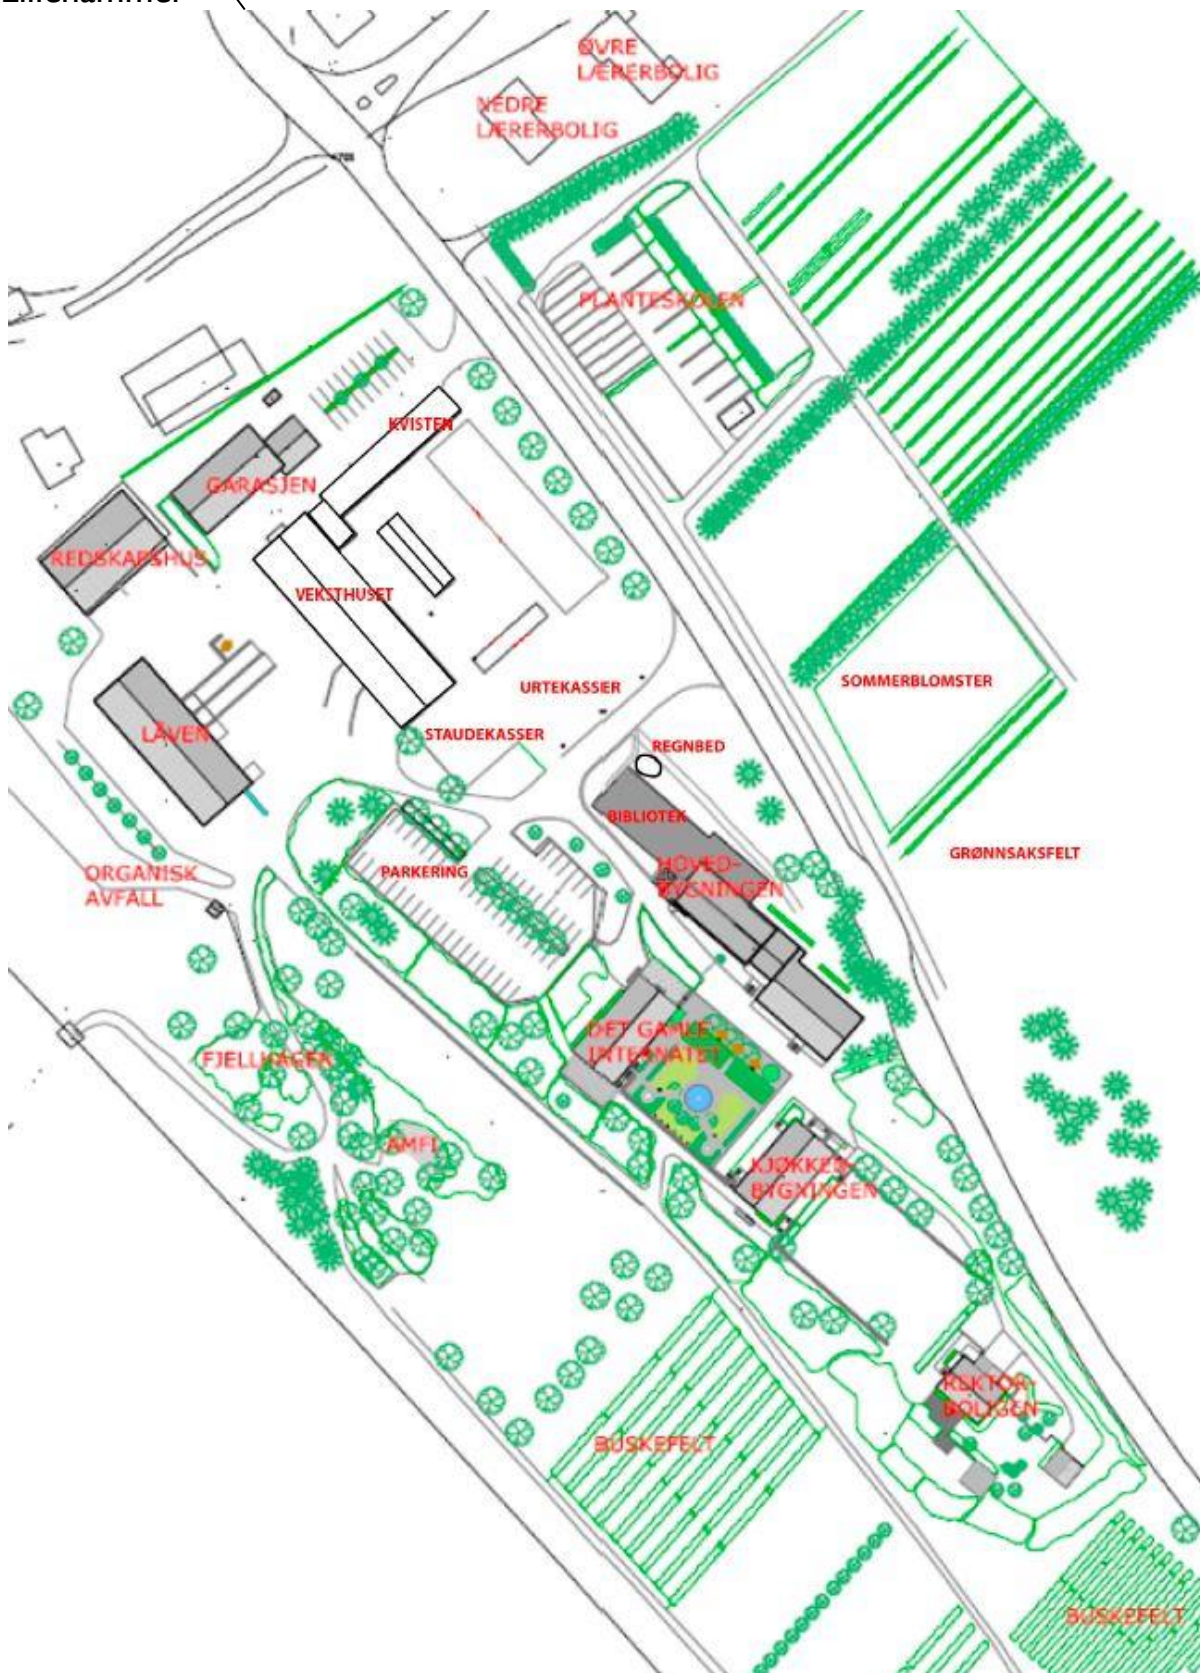 Lillehammer
ØVRE
LÆRERBOLIG
NEDRE
LÆRERBOLIG
PLANTESKOLEN
KVISTEN
GARASJEN
REDSKAPSHUS
VEKSTHUSET
SOMMERBLOMSTER
URTEKASSER
STAUDEKASSER
LÅVEN
REGNBED
BIBLIOTEK
GRØNNSAKSFELT
HOVED-
BYGNINGEN
PARKERING
ORGANISK
AVFALL
DET GAMLE
INTERNATET
FJELLHAGEN
AMFI
KJØKKEN-
BYGNINGEN
REKTOR-
BOLIGEN
BUSKEFELT
BUSKEFELT